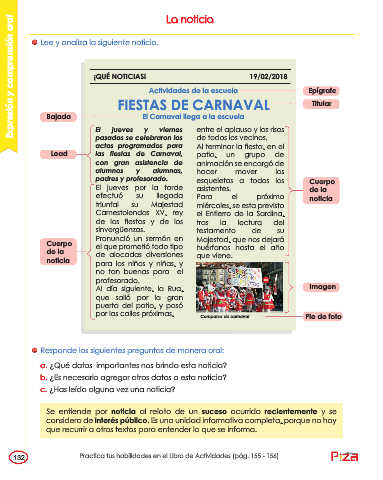 La noticia
Expresión y comprensión oral
Lee y analiza la siguiente noticia.
¡QUÉ NOTICIAS! 19/02/2018
Actividades de la escuela
Epígrafe
FIESTAS DE CARNAVAL
Titular
Bajada
El Carnaval llega a la escuela
El jueves y viernes
pasados se celebraron los
actos programados para
Lead
las fiestas de Carnaval,
con gran asistencia de
alumnos y alumnas,
padres y profesorado.
El jueves por la tarde
efectuó su llegada
triunfal su Majestad
Carnestolendas XV, rey
de las fiestas y de los
sinvergüenzas.
Pronunció un sermón en
el que prometió todo tipo
de alocadas diversiones
para los niños y niñas, y
no tan buenas para el
profesorado.
Al día siguiente, la Rua,
que salió por la gran
puerta del patio, y pasó
por las calles próximas,
Cuerpo
de la
noticia
entre el aplauso y las risas
de todos los vecinos.
Al terminar la fiesta, en el
patio, un grupo de
animación se encargó de
hacer mover los
esqueletos a todos los
asistentes.
Para el próximo
miércoles, se esta previsto
el Entierro de la Sardina,
tras la lectura del
testamento de su
Majestad, que nos dejará
huérfanos hasta el año
que viene.
Cuerpo
de la
noticia
Imagen
Comparsa de carnaval
Pie de foto
Responde las siguientes preguntas de manera oral:
a. ¿Qué datos importantes nos brinda esta noticia?
b. ¿Es necesario agregar otros datos a esta noticia?
c. ¿Has leído alguna vez una noticia?
Se entiende por noticia al relato de un suceso ocurrido recientemente y se
considera de interés público. Es una unidad informativa completa, porque no hay
que recurrir a otros textos para entender lo que se informa.
132
Practica tus habilidades en el Libro de Actividades (pág. 155 - 156)